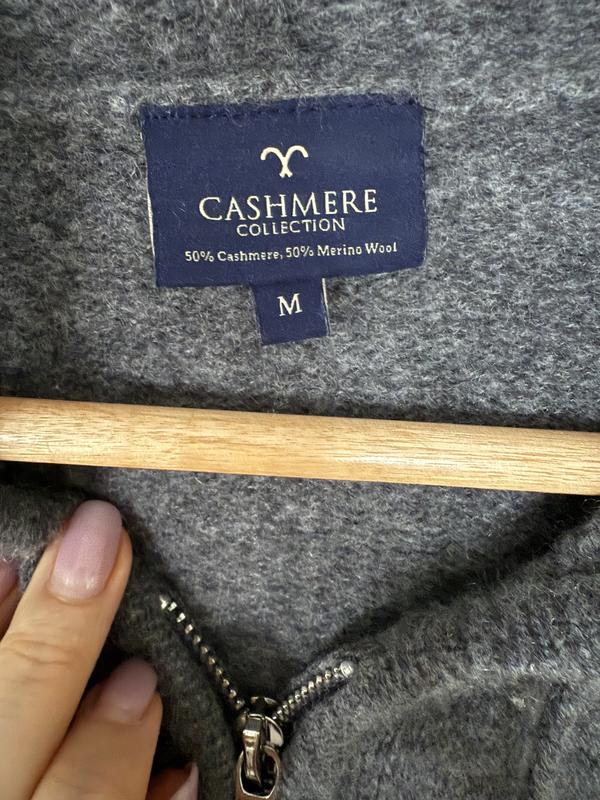 CASHMERE
COLLECTION
50% Cashmere, 50% Merino Wool
M